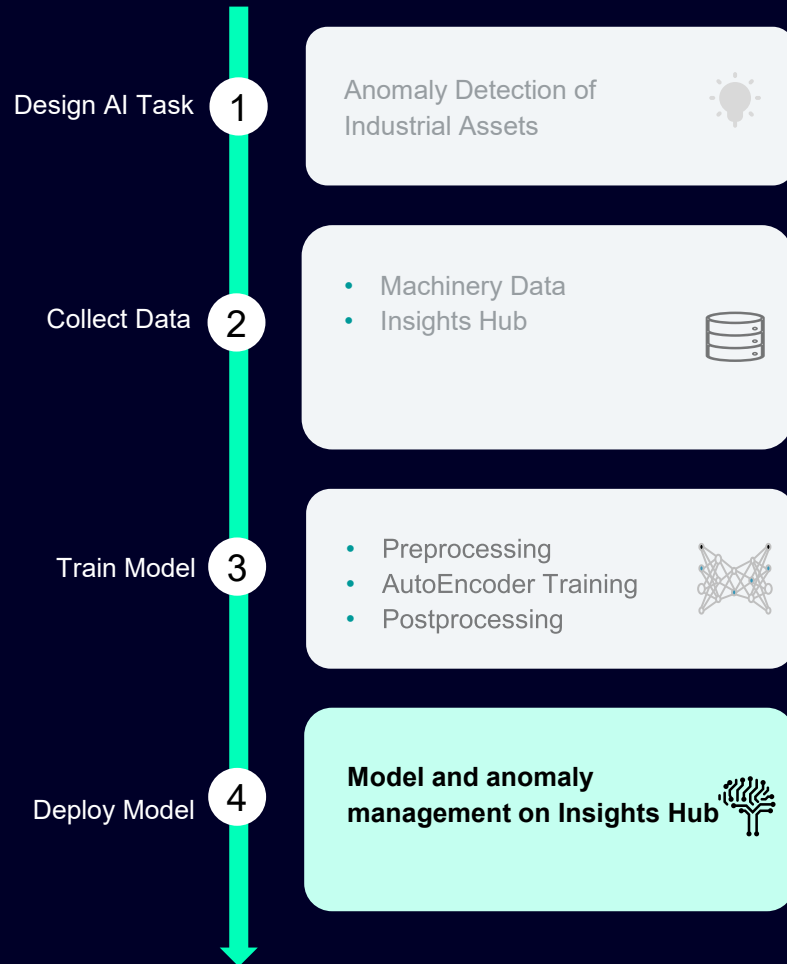 Design AI Task
1
Anomaly Detection of
Industrial Assets
Collect Data
2
• Machinery Data
• Insights Hub
Train Model
3
• Preprocessing
• AutoEncoder Training
• Postprocessing
Deploy Model
4
Model and anomaly
management on Insights Hub